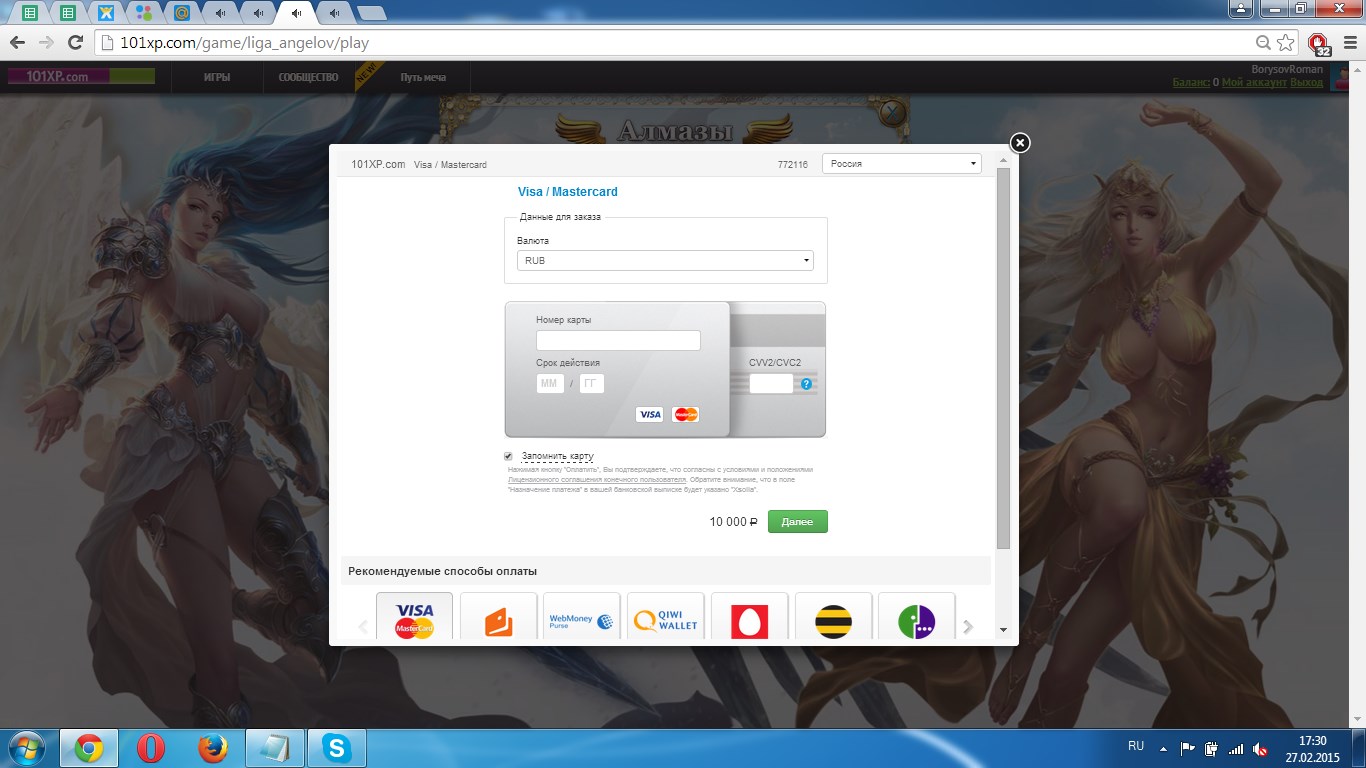 101xp.com/game/liga_angelov/play
32
101XP.com
ИГРЫ
СООБЩЕСТВО
NEW!
Путь меча
BorysovRoman
Баланс: 0 Мой аккаунт Выход
Алмазы
101XP.com Visa / Mastercard
772116
Россия
Visa / Mastercard
Данные для заказа
Валюта
RUB
Номер карты
Срок действия
ММ / ГГ
CVV2/CVC2
?
VISA MasterCard
Запомнить карту
Нажимая кнопку "Оплатить", Вы подтверждаете, что согласны с условиями и положениями
Лицензионного соглашения конечного пользователя. Обратите внимание, что в поле
"Назначение платежа" в вашей банковской выписке будет указано "Xsolla".
10 000 ₽
Далее
Рекомендуемые способы оплаты
VISA
MasterCard
WebMoney
Purse
QIWI
WALLET
RU
17:30
27.02.2015